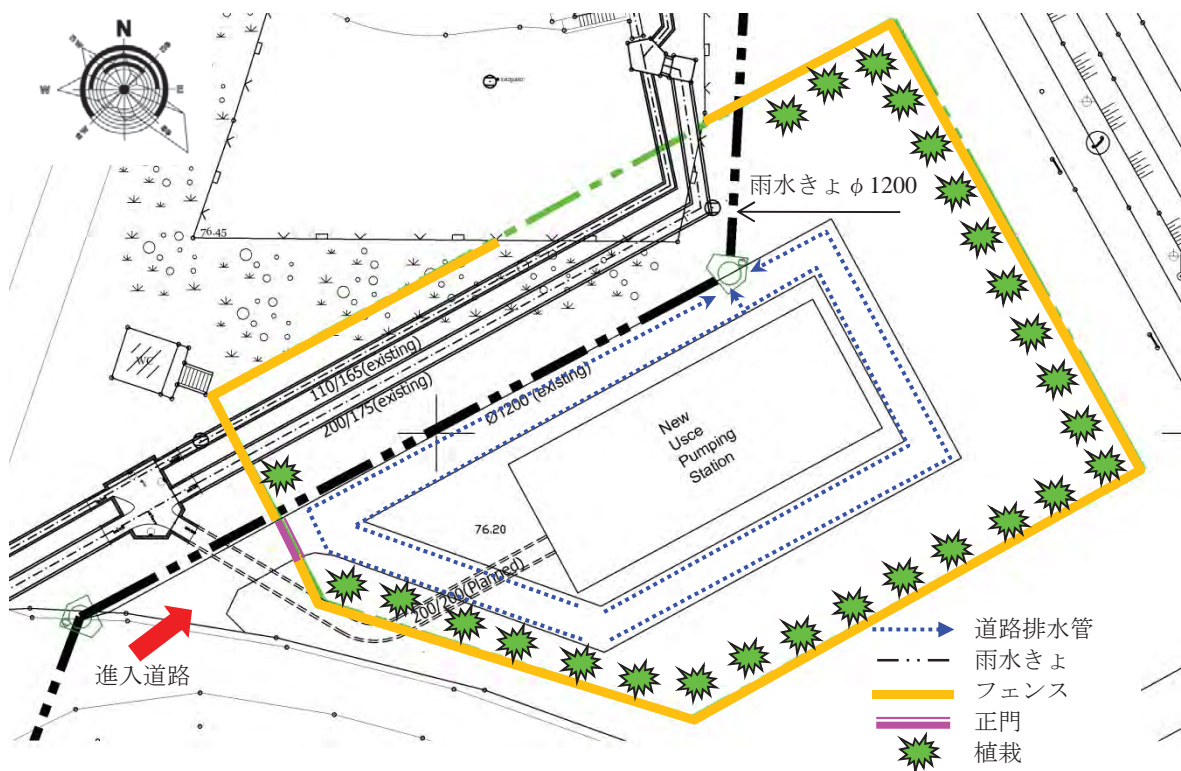 N
W
E
76.45
雨水きょφ1200
WC
110/165(existing)
200/175(existing)
Ø1200 (existing)
New
Usce
Pumping
Station
76.20
200/200(Planned)
進入道路
道路排水管
雨水きょ
フェンス
正門
植栽